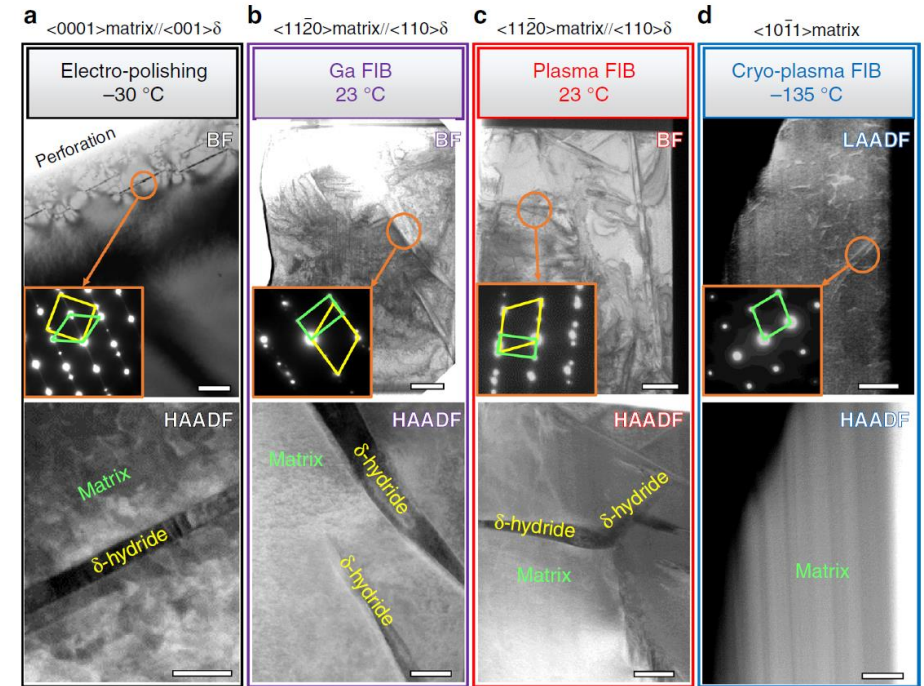 a
<0001>matrix//<001>δ
Electro-polishing
–30 °C
Perforation
BF
HAADF
Matrix
δ-hydride
b
<112̄0>matrix//<110>δ
Ga FIB
23 °C
BF
HAADF
Matrix
δ-hydride
δ-hydride
c
<112̄0>matrix//<110>δ
Plasma FIB
23 °C
BF
HAADF
δ-hydride
δ-hydride
Matrix
d
<101̄1>matrix
Cryo-plasma FIB
–135 °C
LAADF
HAADF
Matrix